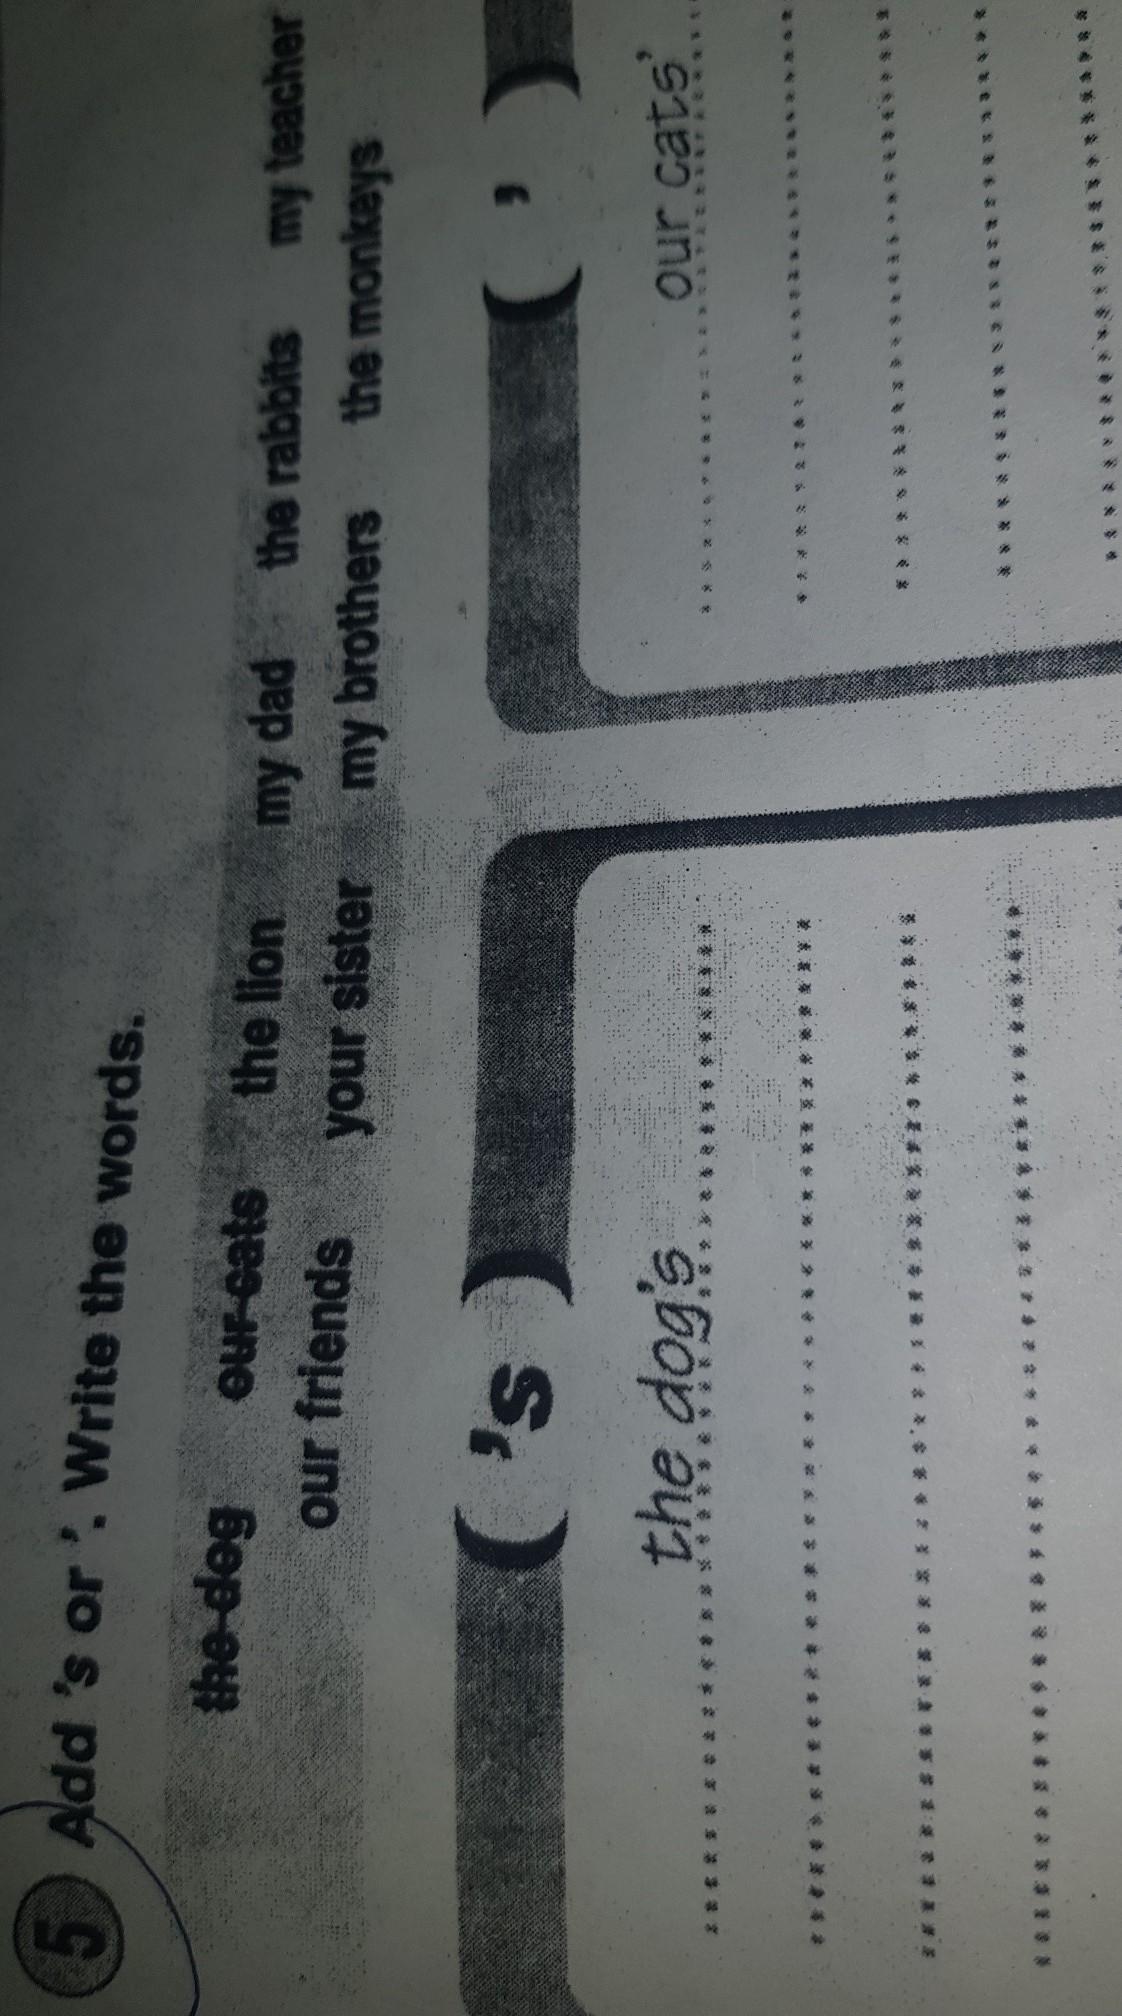 5 Add 's or '. Write the words.
the dog our cats the lion my dad the rabbits my teacher
our friends your sister my brothers the monkeys
( 's ) ( ' )
the dog's our cats'